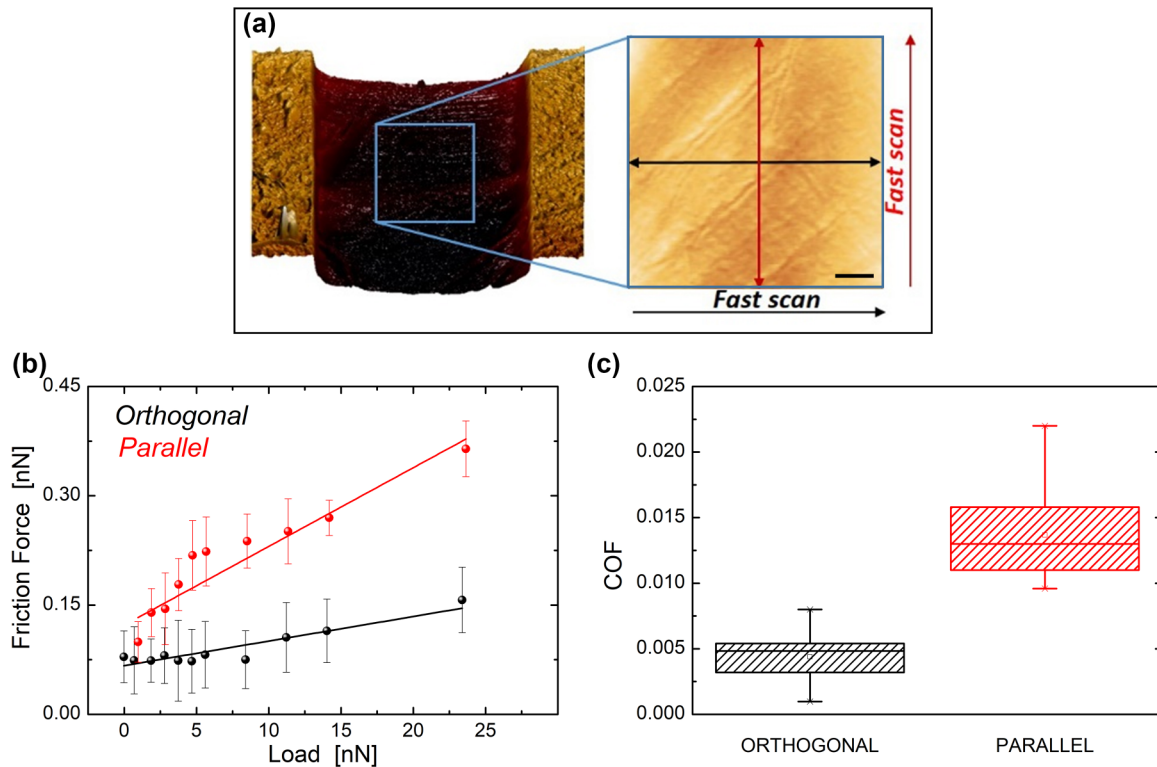 (a)
Fast scan
Fast scan
(b)
0.45
0.30
0.15
0.00
Friction Force [nN]
Orthogonal
Parallel
0 5 10 15 20 25
Load [nN]
(c)
0.025
0.020
0.015
0.010
0.005
0.000
COF
ORTHOGONAL PARALLEL